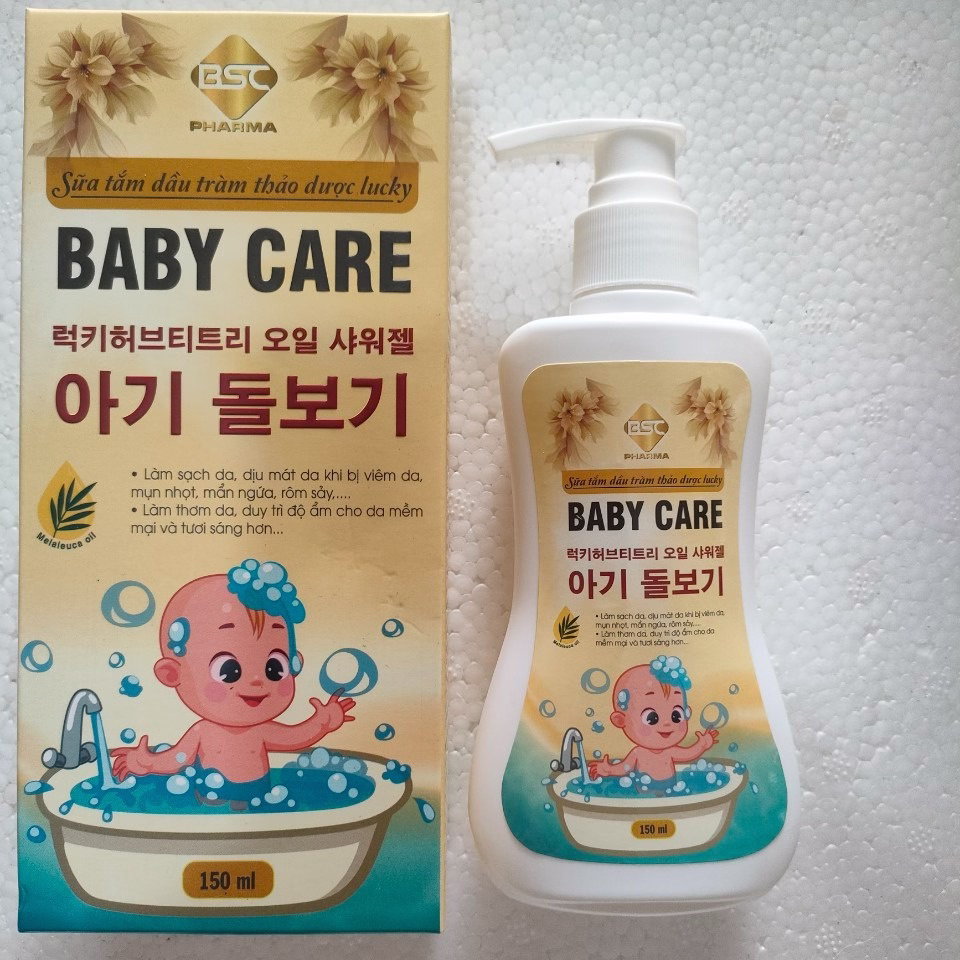 BSC
PHARMA
Sữa tắm dầu tràm thảo dược lucky
BABY CARE
럭키허브티트리 오일 샤워젤
아기 돌보기
• Làm sạch da, dịu mát da khi bị viêm da,
mụn nhọt, mẩn ngứa, rôm sảy,....
• Làm thơm da, duy trì độ ẩm cho da mềm
mại và tươi sáng hơn...
Melaleuca oil
150 ml
BSC
PHARMA
Sữa tắm dầu tràm thảo dược lucky
BABY CARE
럭키허브티트리 오일 샤워젤
아기 돌보기
• Làm sạch da, dịu mát da khi bị viêm da,
mụn nhọt, mẩn ngứa, rôm sảy,....
• Làm thơm da, duy trì độ ẩm cho da
mềm mại và tươi sáng hơn...
Melaleuca oil
150 ml